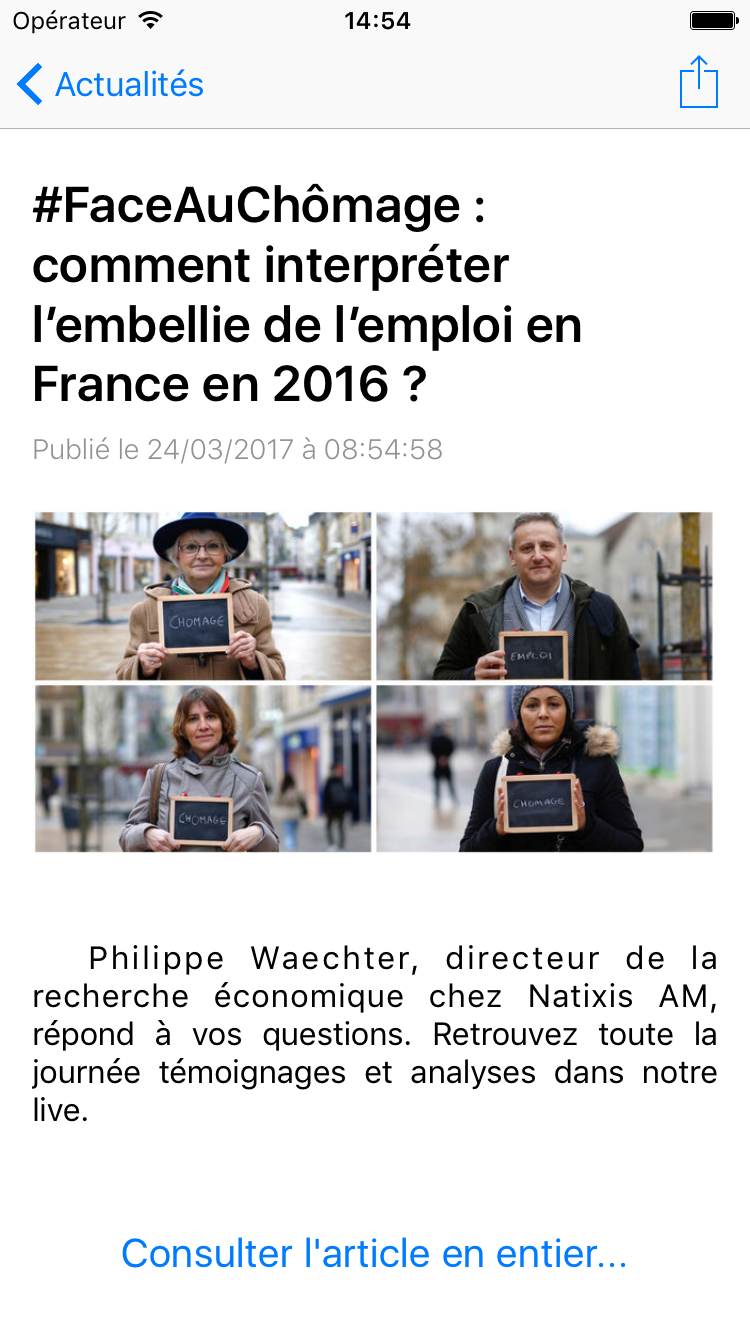 Opérateur 14:54
Actualités
#FaceAuChômage :
comment interpréter
l’embellie de l’emploi en
France en 2016 ?
Publié le 24/03/2017 à 08:54:58
CHOMAGE
EMPLOI
CHOMAGE
CHOMAGE
Philippe Waechter, directeur de la
recherche économique chez Natixis AM,
répond à vos questions. Retrouvez toute la
journée témoignages et analyses dans notre
live.
Consulter l'article en entier...